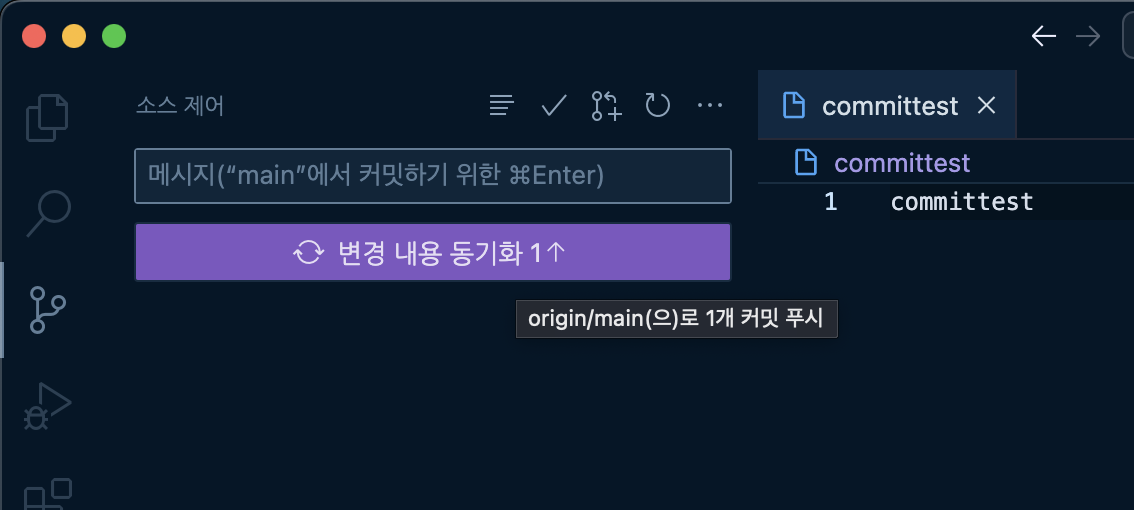 소스 제어
메시지(“main”에서 커밋하기 위한 ⌘Enter)
변경 내용 동기화 1↑
origin/main(으)로 1개 커밋 푸시
committest
committest
1 committest